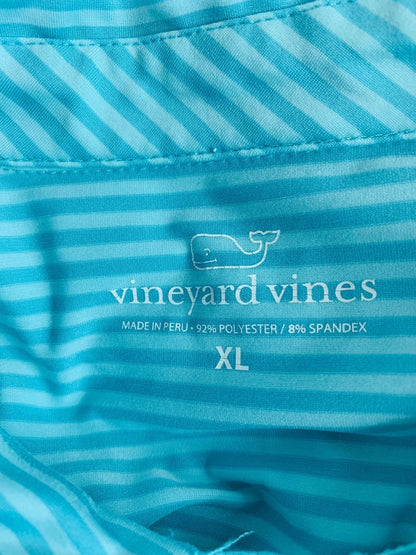 vineyard vines
MADE IN PERU • 92% POLYESTER / 8% SPANDEX
XL